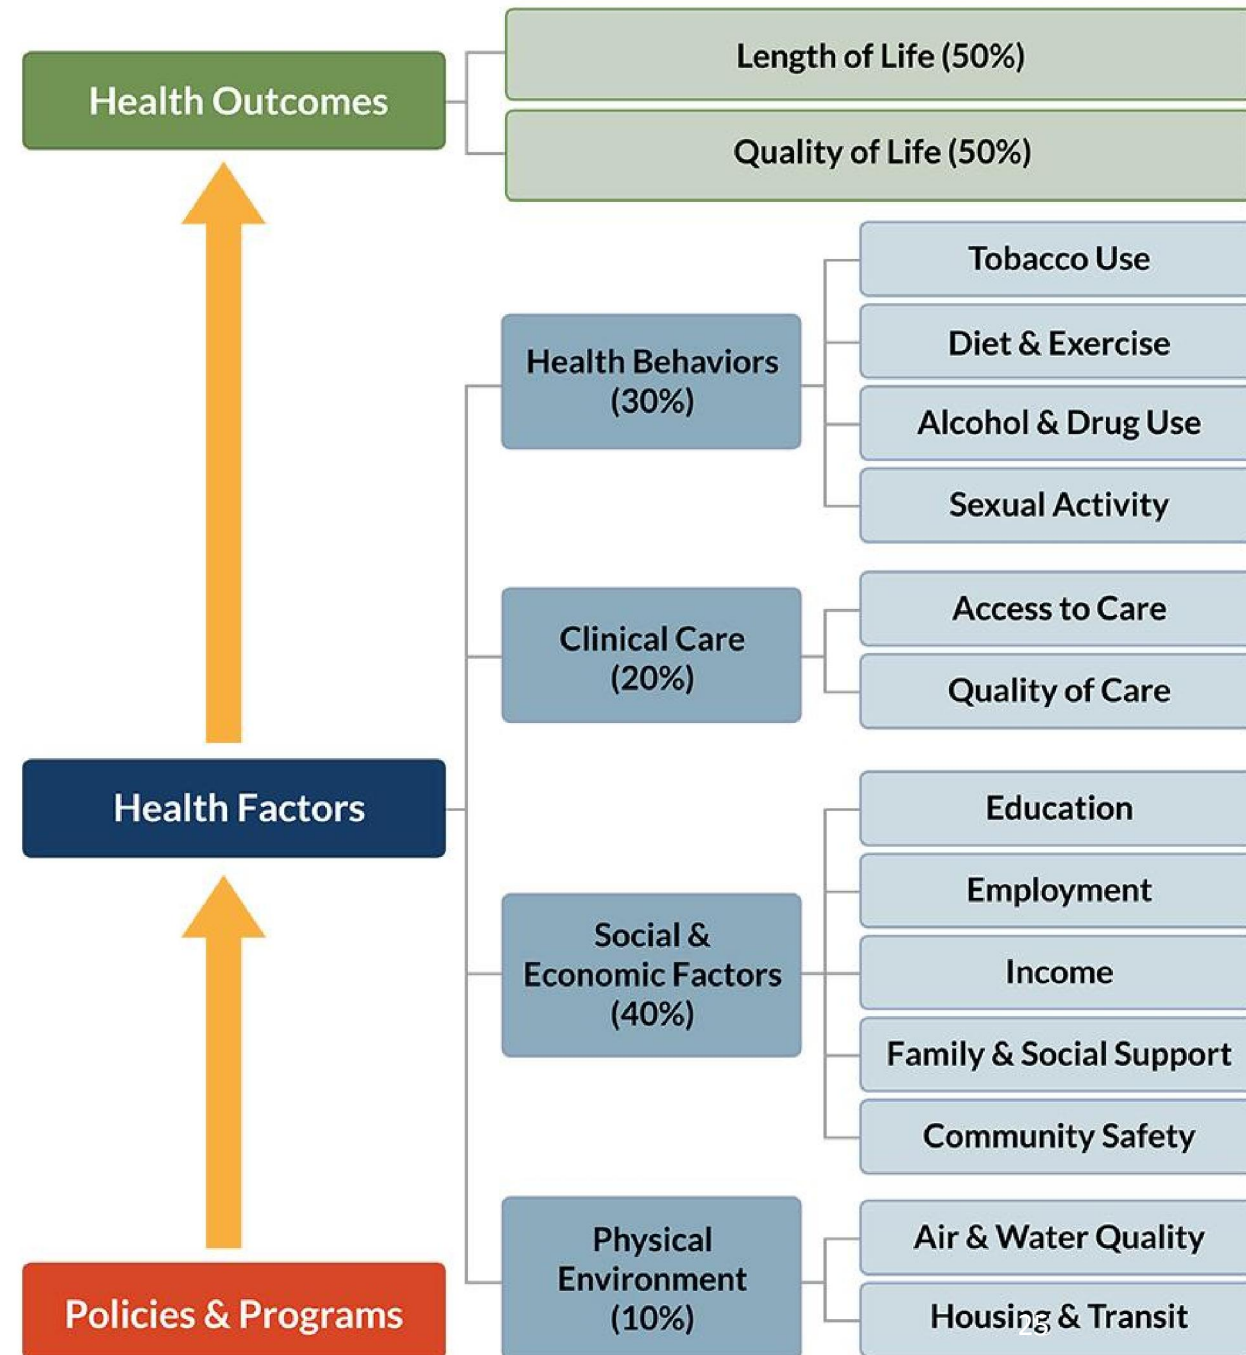 Health Outcomes
Length of Life (50%)
Quality of Life (50%)
Health Factors
Health Behaviors
(30%)
Tobacco Use
Diet & Exercise
Alcohol & Drug Use
Sexual Activity
Clinical Care
(20%)
Access to Care
Quality of Care
Social &
Economic Factors
(40%)
Education
Employment
Income
Family & Social Support
Community Safety
Physical
Environment
(10%)
Air & Water Quality
Housing & Transit
Policies & Programs
25